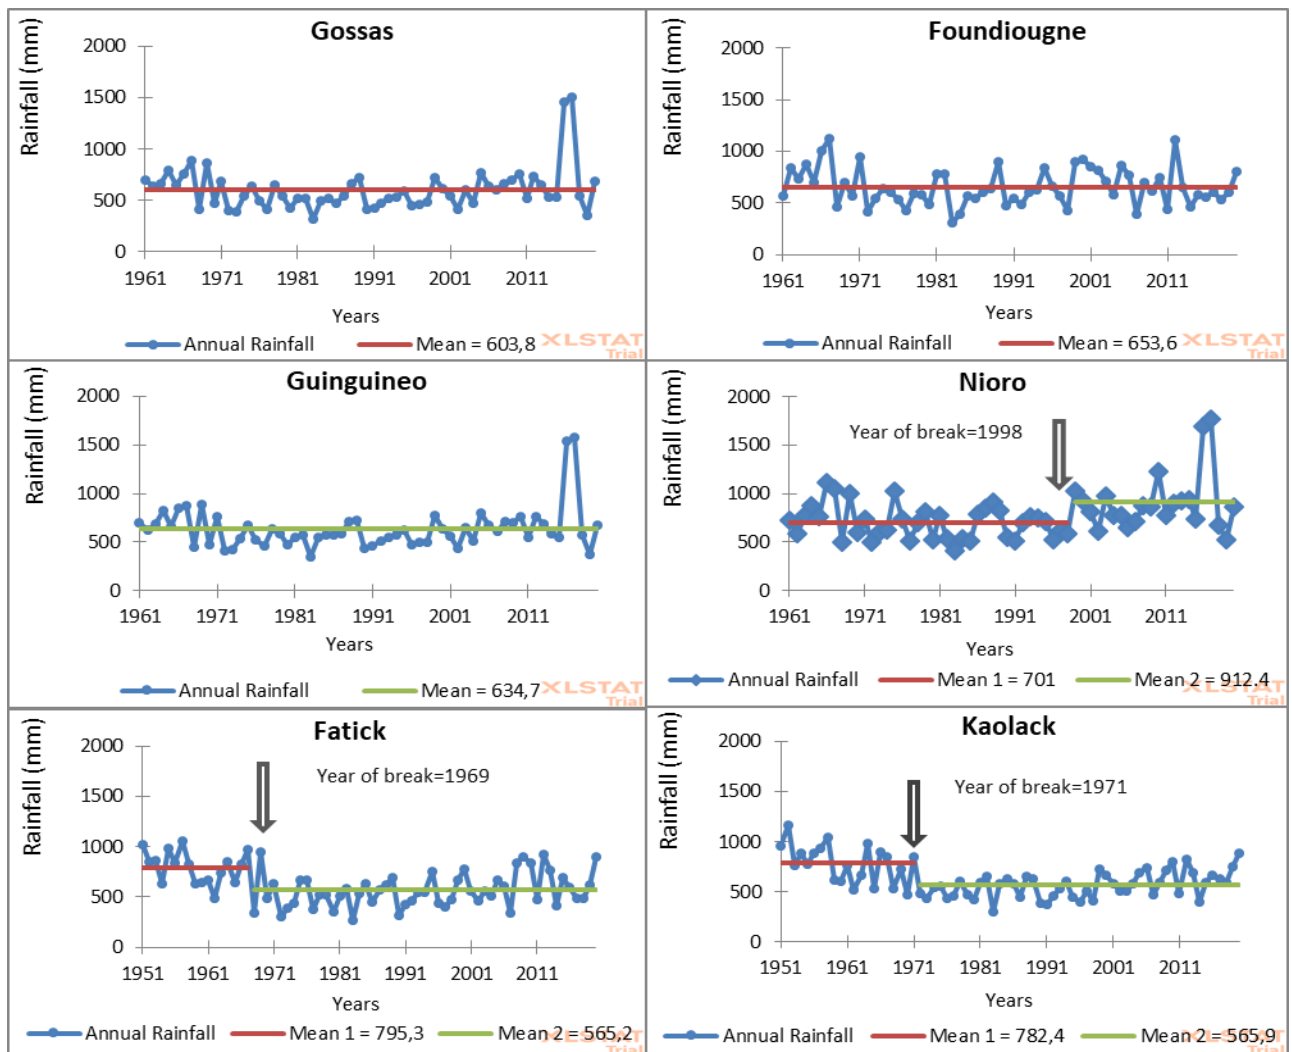 Gossas
Rainfall (mm)
2000
1500
1000
500
0
1961 1971 1981 1991 2001 2011
Years
Annual Rainfall Mean = 603,8
XLSTAT
Trial
Foundiougne
Rainfall (mm)
2000
1500
1000
500
0
1961 1971 1981 1991 2001 2011
Years
Annual Rainfall Mean = 653,6
XLSTAT
Trial
Guinguineo
Rainfall (mm)
2000
1500
1000
500
0
1961 1971 1981 1991 2001 2011
Years
Annual Rainfall Mean = 634,7
XLSTAT
Trial
Nioro
Rainfall (mm)
2000
Year of break=1998
1500
1000
500
0
1961 1971 1981 1991 2001 2011
Years
Annual Rainfall Mean 1 = 701 Mean 2 = 912.4
XLSTAT
Trial
Fatick
Rainfall (mm)
2000
Year of break=1969
1500
1000
500
0
1951 1961 1971 1981 1991 2001 2011
Years
Annual Rainfall Mean 1 = 795,3 Mean 2 = 565,2
XLSTAT
Trial
Kaolack
Rainfall (mm)
2000
Year of break=1971
1500
1000
500
0
1951 1961 1971 1981 1991 2001 2011
Years
Annual Rainfall Mean 1 = 782,4 Mean 2 = 565,9
XLSTAT
Trial